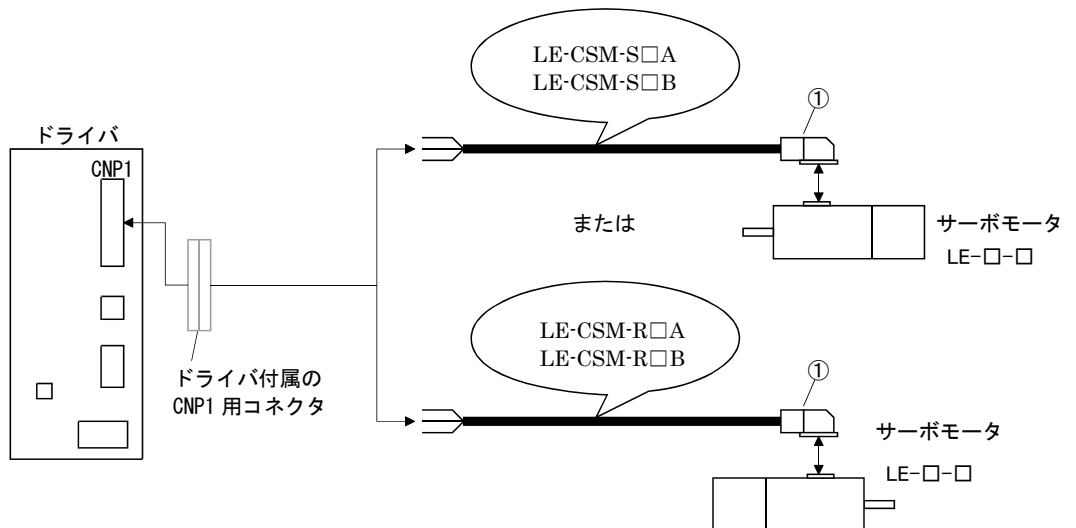 LE-CSM-S□A
LE-CSM-S□B
①
ドライバ
CNP1
または
サーボモータ
LE-□-□
LE-CSM-R□A
LE-CSM-R□B
①
ドライバ付属の
CNP1 用コネクタ
サーボモータ
LE-□-□